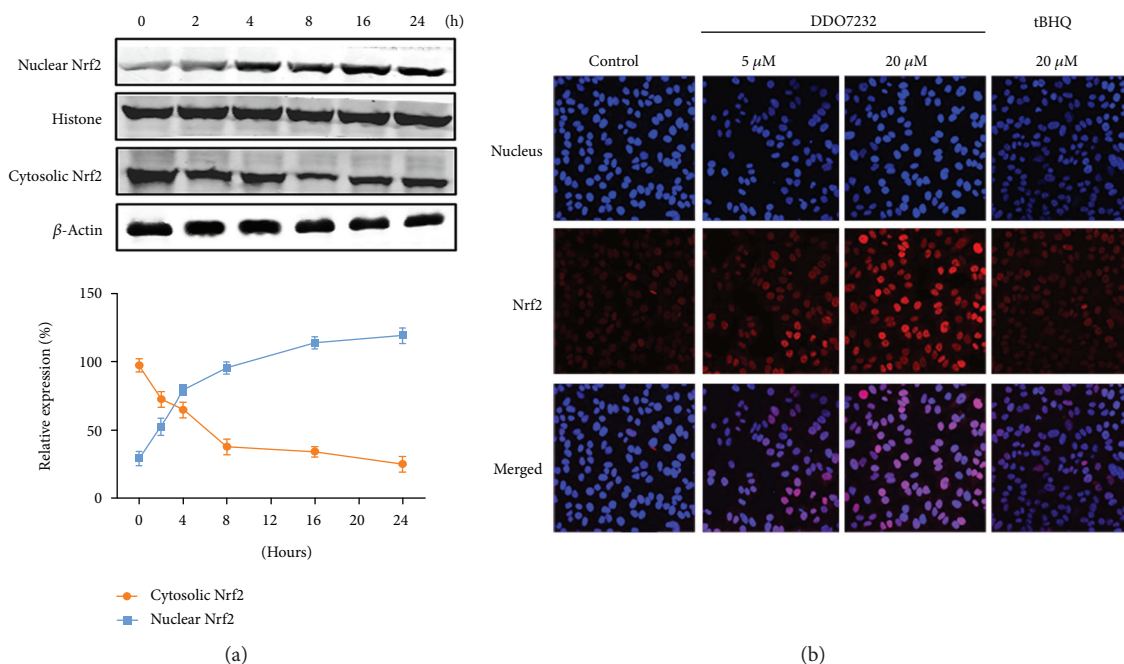 0 2 4 8 16 24 (h)
Nuclear Nrf2
Histone
Cytosolic Nrf2
β-Actin
150
100
50
0
Relative expression (%)
0 4 8 12 16 20 24
(Hours)
Cytosolic Nrf2
Nuclear Nrf2
(a)
DDO7232 tBHQ
Control 5 μM 20 μM 20 μM
Nucleus
Nrf2
Merged
(b)